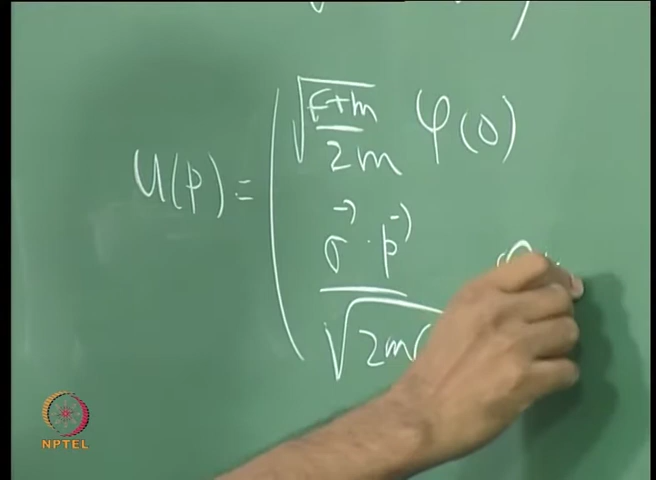 u(p) = ( √((E+m)/2m) φ(0)
σ⃗ · p⃗
√2m(
NPTEL